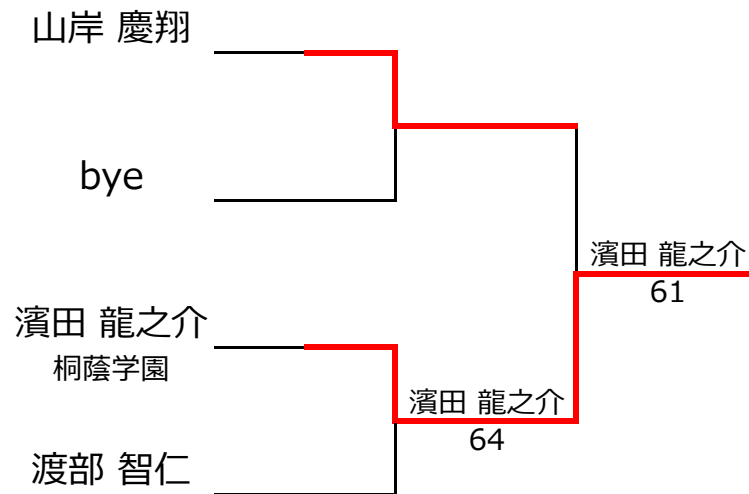 山岸 慶翔
bye
濱田 龍之介
61
濱田 龍之介
桐蔭学園
濱田 龍之介
64
渡部 智仁